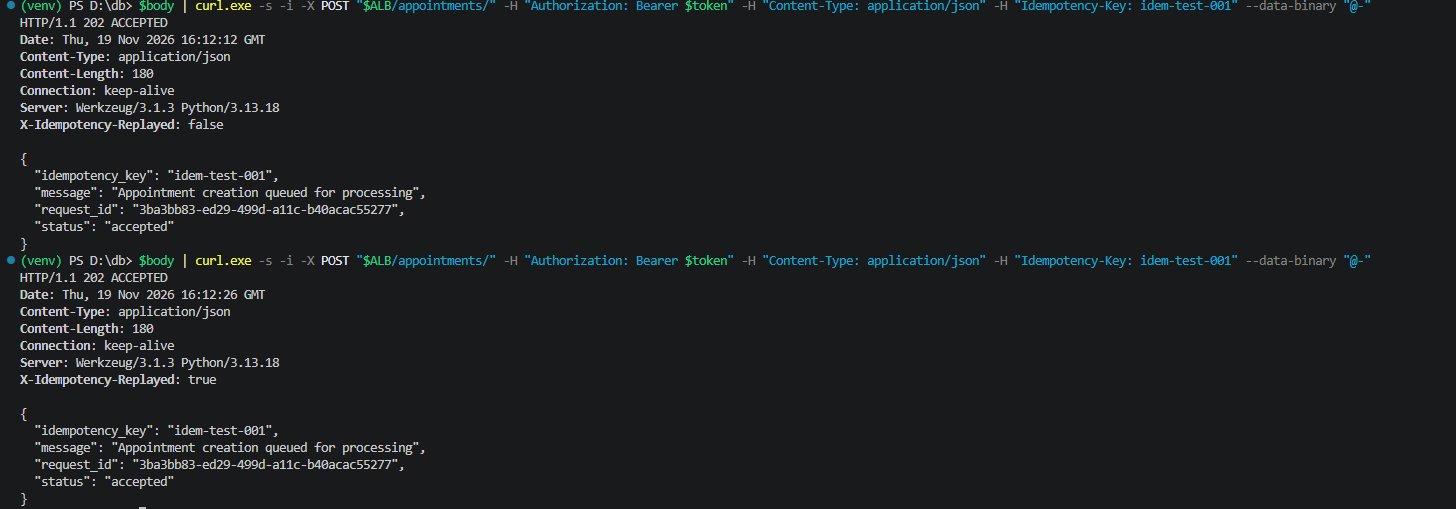 (venv) PS D:\db> $body | curl.exe -s -i -X POST "$ALB/appointments/" -H "Authorization: Bearer $token" -H "Content-Type: application/json" -H "Idempotency-Key: idem-test-001" --data-binary "@-"
HTTP/1.1 202 ACCEPTED
Date: Thu, 19 Nov 2026 16:12:12 GMT
Content-Type: application/json
Content-Length: 180
Connection: keep-alive
Server: Werkzeug/3.1.3 Python/3.13.18
X-Idempotency-Replayed: false
{
  "idempotency_key": "idem-test-001",
  "message": "Appointment creation queued for processing",
  "request_id": "3ba3bb83-ed29-499d-a11c-b40acac55277",
  "status": "accepted"
}
(venv) PS D:\db> $body | curl.exe -s -i -X POST "$ALB/appointments/" -H "Authorization: Bearer $token" -H "Content-Type: application/json" -H "Idempotency-Key: idem-test-001" --data-binary "@-"
HTTP/1.1 202 ACCEPTED
Date: Thu, 19 Nov 2026 16:12:26 GMT
Content-Type: application/json
Content-Length: 180
Connection: keep-alive
Server: Werkzeug/3.1.3 Python/3.13.18
X-Idempotency-Replayed: true
{
  "idempotency_key": "idem-test-001",
  "message": "Appointment creation queued for processing",
  "request_id": "3ba3bb83-ed29-499d-a11c-b40acac55277",
  "status": "accepted"
}